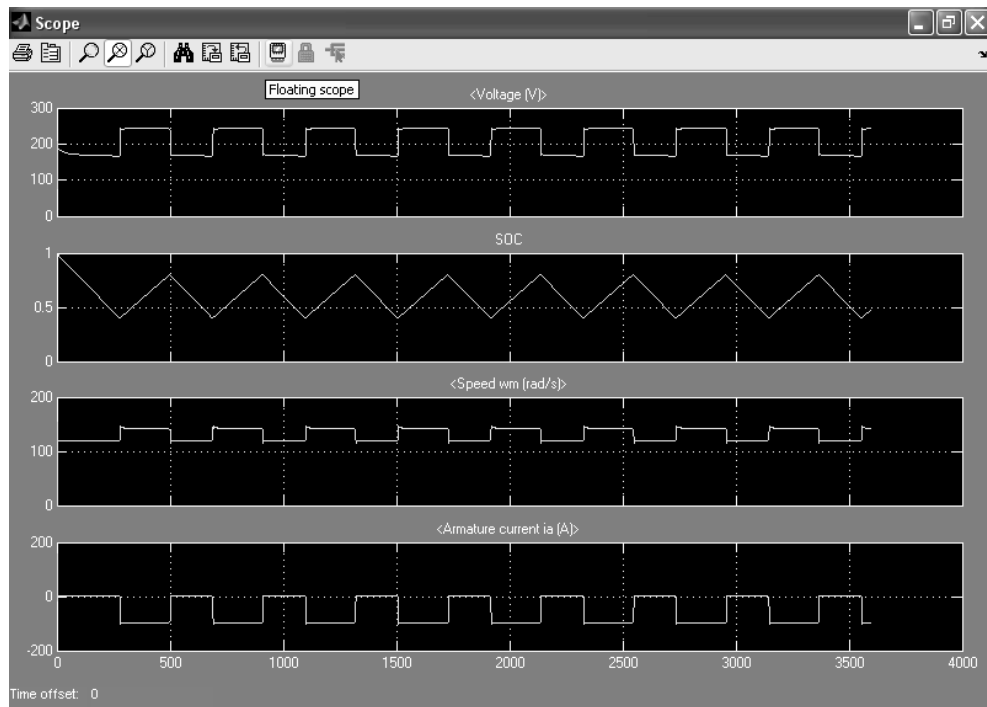 Scope
Floating scope
<Voltage (V)>
300
200
100
0
SOC
1
0.5
0
<Speed wm (rad/s)>
200
100
0
<Armature current ia (A)>
200
0
-200
0 500 1000 1500 2000 2500 3000 3500 4000
Time offset: 0